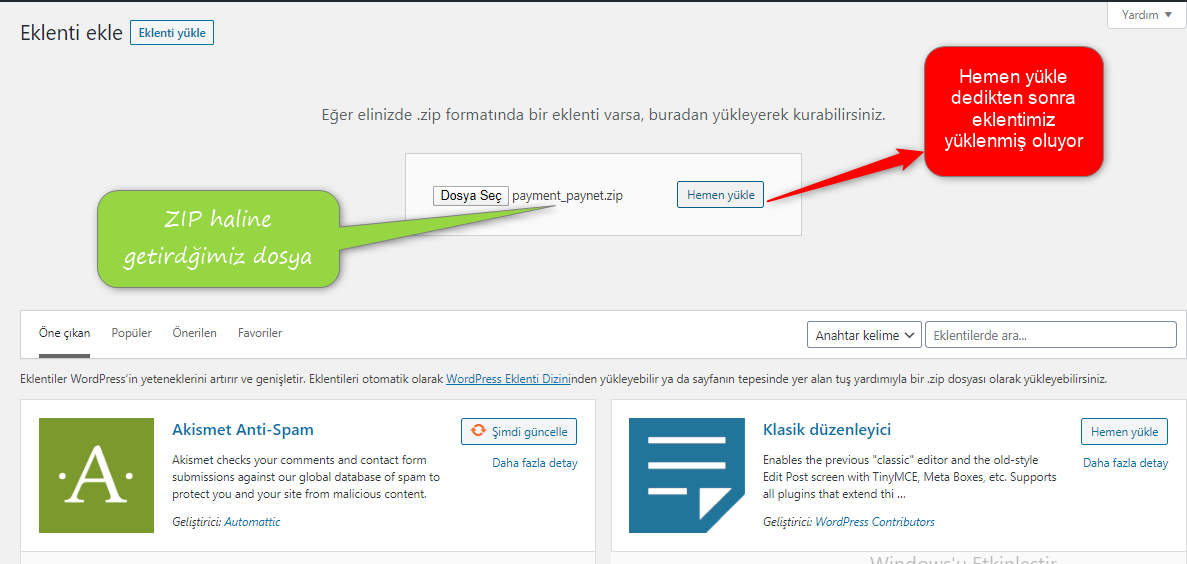 Yardım
Eklenti ekle
Eklenti yükle
Hemen yükle
dedikten sonra
eklentimiz
yüklenmiş oluyor
Eğer elinizde .zip formatında bir eklenti varsa, buradan yükleyerek kurabilirsiniz.
Dosya Seç payment_paynet.zip
Hemen yükle
ZIP haline
getirdğimiz dosya
Öne çıkan Popüler Önerilen Favoriler
Anahtar kelime Eklentilerde ara...
Eklentiler WordPress'in yeteneklerini artırır ve genişletir. Eklentileri otomatik olarak WordPress Eklenti Dizininden yükleyebilir ya da sayfanın tepesinde yer alan tuş yardımıyla bir .zip dosyası olarak yükleyebilirsiniz.
A
Akismet Anti-Spam
Şimdi güncelle
Daha fazla detay
Akismet checks your comments and contact form
submissions against our global database of spam to
protect you and your site from malicious content.
Geliştirici: Automattic
Klasik düzenleyici
Hemen yükle
Daha fazla detay
Enables the previous "classic" editor and the old-style
Edit Post screen with TinyMCE, Meta Boxes, etc. Supports
all plugins that extend thi ...
Geliştirici: WordPress Contributors
Windows'u Etkinleştir